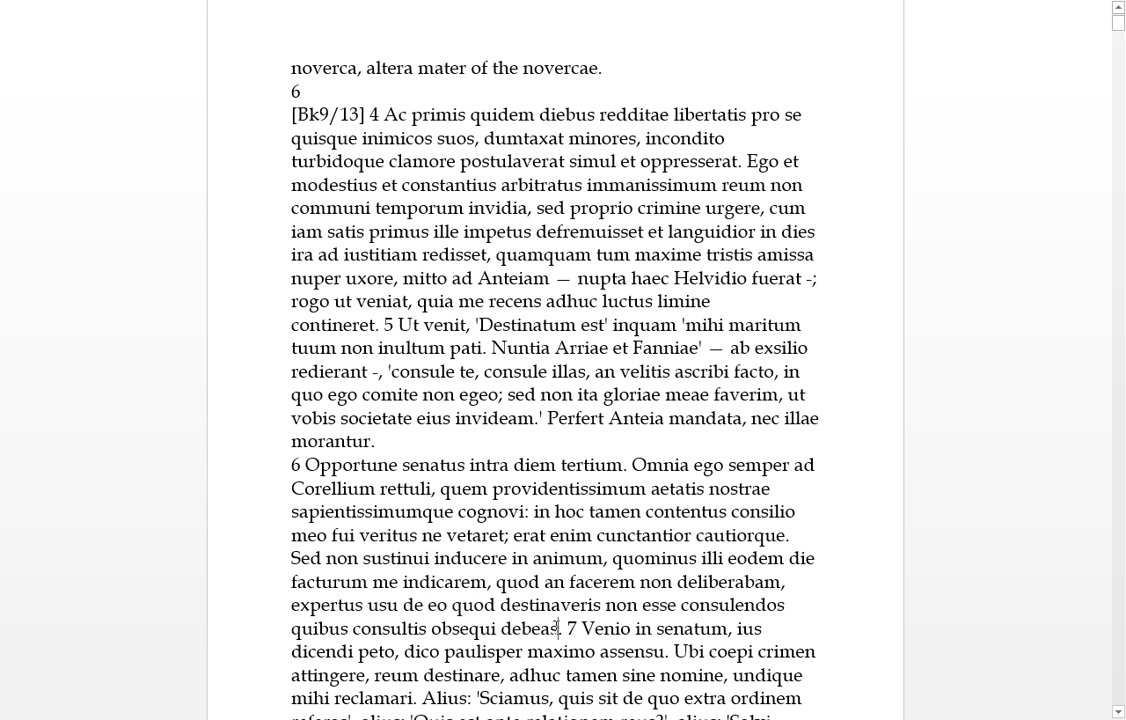 noverca, altera mater of the novercae.
6
[Bk9/13] 4 Ac primis quidem diebus redditae libertatis pro se
quisque inimicos suos, dumtaxat minores, incondito
turbidoque clamore postulaverat simul et oppresserat. Ego et
modestius et constantius arbitratus immanissimum reum non
communi temporum invidia, sed proprio crimine urgere, cum
iam satis primus ille impetus defremuisset et languidior in dies
ira ad iustitiam redisset, quamquam tum maxime tristis amissa
nuper uxore, mitto ad Anteiam — nupta haec Helvidio fuerat -;
rogo ut veniat, quia me recens adhuc luctus limine
contineret. 5 Ut venit, 'Destinatum est' inquam 'mihi maritum
tuum non inultum pati. Nuntia Arriae et Fanniae' — ab exsilio
redierant -, 'consule te, consule illas, an velitis ascribi facto, in
quo ego comite non egeo; sed non ita gloriae meae faverim, ut
vobis societate eius invideam.' Perfert Anteia mandata, nec illae
morantur.
6 Opportune senatus intra diem tertium. Omnia ego semper ad
Corellium rettuli, quem providentissimum aetatis nostrae
sapientissimumque cognovi: in hoc tamen contentus consilio
meo fui veritus ne vetaret; erat enim cunctantior cautiorque.
Sed non sustinui inducere in animum, quominus illi eodem die
facturum me indicarem, quod an facerem non deliberabam,
expertus usu de eo quod destinaveris non esse consulendos
quibus consultis obsequi debeas. 7 Venio in senatum, ius
dicendi peto, dico paulisper maximo assensu. Ubi coepi crimen
attingere, reum destinare, adhuc tamen sine nomine, undique
mihi reclamari. Alius: 'Sciamus, quis sit de quo extra ordinem
referas', alius: 'Quis est ante relationem reus?', alius: 'Salvi